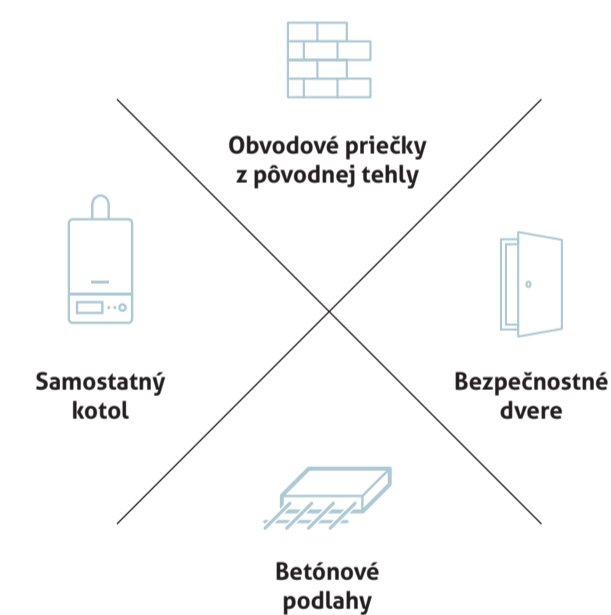 Obvodové priečky
z pôvodnej tehly
Samostatný
kotol
Bezpečnostné
dvere
Betónové
podlahy